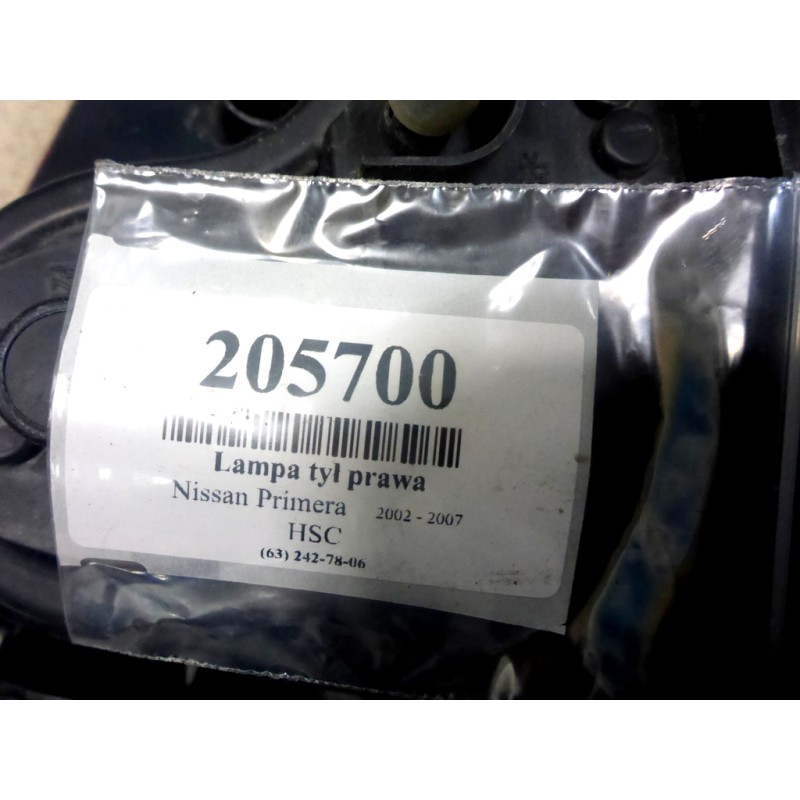 205700
Lampa tył prawa
Nissan Primera 2002 - 2007
HSC
(63) 242-78-06